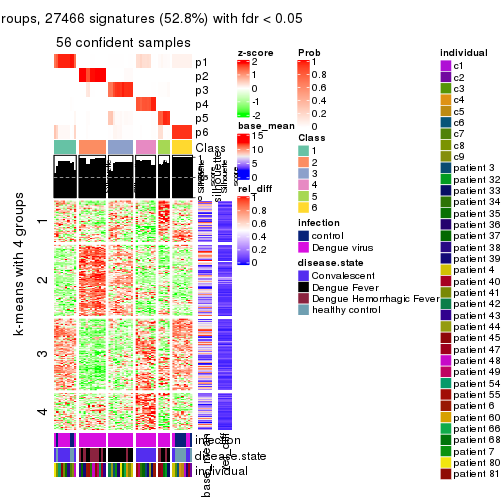 roups, 27466 signatures (52.8%) with fdr < 0.05
56 confident samples
p1
p2
p3
p4
p5
p6
Class
Silhouette
score
k-means with 4 groups
1
2
3
4
infection
disease.state
individual
base_mean
rel_diff
z-score
2
1
0
-1
-2
base_mean
15
10
5
0
rel_diff
1
0.8
0.6
0.4
0.2
0
Prob
1
0.8
0.6
0.4
0.2
0
Class
1
2
3
4
5
6
infection
control
Dengue virus
disease.state
Convalescent
Dengue Fever
Dengue Hemorrhagic Fever
healthy control
individual
c1
c2
c3
c4
c5
c6
c7
c8
c9
patient 3
patient 32
patient 33
patient 34
patient 35
patient 36
patient 37
patient 38
patient 39
patient 4
patient 40
patient 41
patient 42
patient 43
patient 44
patient 45
patient 47
patient 48
patient 49
patient 54
patient 55
patient 6
patient 60
patient 66
patient 68
patient 7
patient 80
patient 81